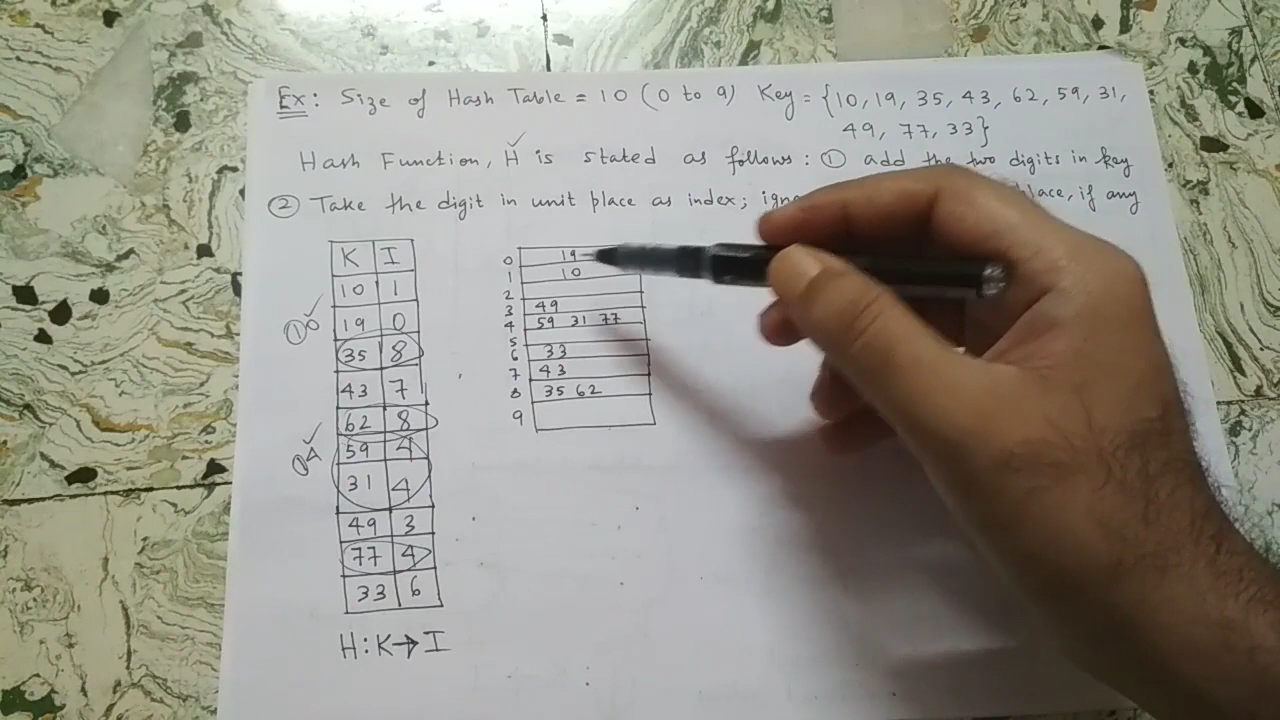 Ex: Size of Hash Table = 10 (0 to 9) Key = {10, 19, 35, 43, 62, 59, 31,
49, 77, 33}
Hash Function, H is stated as follows: ① add the two digits in key
② Take the digit in unit place as index; place, if any
K I
10 1
①0 19 0
35 8
43 7
62 8
①4 59 4
31 4
49 3
77 4
33 6
H: K → I
0 19
1 10
2
3 49
4 59 31 77
5
6 33
7 43
8 35 62
9